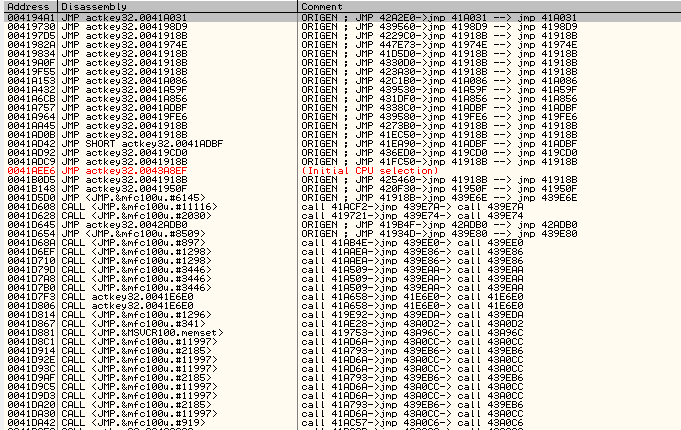 Address Disassembly Comment
004194A1 JMP actkey32.0041A031 ORIGEN ; JMP 42A2E0->jmp 41A031 --> jmp 41A031
00419730 JMP actkey32.004198D9 ORIGEN ; JMP 439560->jmp 4198D9 --> jmp 4198D9
004197D5 JMP actkey32.0041918B ORIGEN ; JMP 4229C0->jmp 41918B --> jmp 41918B
0041982A JMP actkey32.0041974E ORIGEN ; JMP 447E73->jmp 41974E --> jmp 41974E
00419834 JMP actkey32.0041918B ORIGEN ; JMP 41D5D0->jmp 41918B --> jmp 41918B
00419A0F JMP actkey32.0041918B ORIGEN ; JMP 4330D0->jmp 41918B --> jmp 41918B
00419F55 JMP actkey32.0041918B ORIGEN ; JMP 423A30->jmp 41918B --> jmp 41918B
0041A153 JMP actkey32.0041A086 ORIGEN ; JMP 42C1B0->jmp 41A086 --> jmp 41A086
0041A432 JMP actkey32.0041A59F ORIGEN ; JMP 439530->jmp 41A59F --> jmp 41A59F
0041A6CB JMP actkey32.0041A856 ORIGEN ; JMP 431DF0->jmp 41A856 --> jmp 41A856
0041A757 JMP actkey32.0041ADBF ORIGEN ; JMP 4338C0->jmp 41ADBF --> jmp 41ADBF
0041A964 JMP actkey32.00419FE6 ORIGEN ; JMP 439580->jmp 419FE6 --> jmp 419FE6
0041AA45 JMP actkey32.0041918B ORIGEN ; JMP 4273B0->jmp 41918B --> jmp 41918B
0041AD0B JMP actkey32.0041918B ORIGEN ; JMP 41EC50->jmp 41918B --> jmp 41918B
0041AD42 JMP SHORT actkey32.0041ADBF ORIGEN ; JMP 41EA90->jmp 41ADBF --> jmp 41ADBF
0041AD92 JMP actkey32.00419CD0 ORIGEN ; JMP 436ED0->jmp 419CD0 --> jmp 419CD0
0041ADC9 JMP actkey32.0041918B ORIGEN ; JMP 41FC50->jmp 41918B --> jmp 41918B
0041AEE6 JMP actkey32.0043A8EF (Initial CPU selection)
0041B0D5 JMP actkey32.0041918B ORIGEN ; JMP 425460->jmp 41918B --> jmp 41918B
0041B148 JMP actkey32.0041950F ORIGEN ; JMP 420F30->jmp 41950F --> jmp 41950F
0041D5D0 JMP <JMP.&mfc100u.#6145> ORIGEN ; JMP 41918B->jmp 439E6E --> jmp 439E6E
0041D608 CALL <JMP.&mfc100u.#11116> call 41ACF2->jmp 439E7A-> call 439E7A
0041D628 CALL <JMP.&mfc100u.#2030> call 419721->jmp 439E74-> call 439E74
0041D645 JMP actkey32.0042ADB0 ORIGEN ; JMP 419B4F->jmp 42ADB0 --> jmp 42ADB0
0041D654 JMP <JMP.&mfc100u.#8509> ORIGEN ; JMP 41934D->jmp 439E80 --> jmp 439E80
0041D68A CALL <JMP.&mfc100u.#897> call 41AB4E->jmp 439EE0-> call 439EE0
0041D6EF CALL <JMP.&mfc100u.#1298> call 41AAEA->jmp 439E86-> call 439E86
0041D710 CALL <JMP.&mfc100u.#1298> call 41AAEA->jmp 439E86-> call 439E86
0041D79D CALL <JMP.&mfc100u.#3446> call 41A509->jmp 439EAA-> call 439EAA
0041D7A8 CALL <JMP.&mfc100u.#3446> call 41A509->jmp 439EAA-> call 439EAA
0041D7B0 CALL <JMP.&mfc100u.#3446> call 41A509->jmp 439EAA-> call 439EAA
0041D7F3 CALL actkey32.0041E6E0 call 41A658->jmp 41E6E0-> call 41E6E0
0041D806 CALL actkey32.0041E6E0 call 41A658->jmp 41E6E0-> call 41E6E0
0041D814 CALL <JMP.&mfc100u.#1296> call 419E92->jmp 439EDA-> call 439EDA
0041D867 CALL <JMP.&mfc100u.#341> call 41AE28->jmp 43A0D2-> call 43A0D2
0041D881 CALL <JMP.&MSVCR100.memset> call 419753->jmp 43A96C-> call 43A96C
0041D8C1 CALL <JMP.&mfc100u.#11997> call 41AD6A->jmp 43A0CC-> call 43A0CC
0041D914 CALL <JMP.&mfc100u.#2185> call 41A793->jmp 439EB6-> call 439EB6
0041D92E CALL <JMP.&mfc100u.#11997> call 41AD6A->jmp 43A0CC-> call 43A0CC
0041D93C CALL <JMP.&mfc100u.#11997> call 41AD6A->jmp 43A0CC-> call 43A0CC
0041D9AF CALL <JMP.&mfc100u.#2185> call 41A793->jmp 439EB6-> call 439EB6
0041D9C5 CALL <JMP.&mfc100u.#11997> call 41AD6A->jmp 43A0CC-> call 43A0CC
0041D9D3 CALL <JMP.&mfc100u.#11997> call 41AD6A->jmp 43A0CC-> call 43A0CC
0041DA20 CALL <JMP.&mfc100u.#2185> call 41A793->jmp 439EB6-> call 439EB6
0041DA30 CALL <JMP.&mfc100u.#11997> call 41AD6A->jmp 43A0CC-> call 43A0CC
0041DA42 CALL <JMP.&mfc100u.#919> call 41AC57->jmp 43A0C6-> call 43A0C6